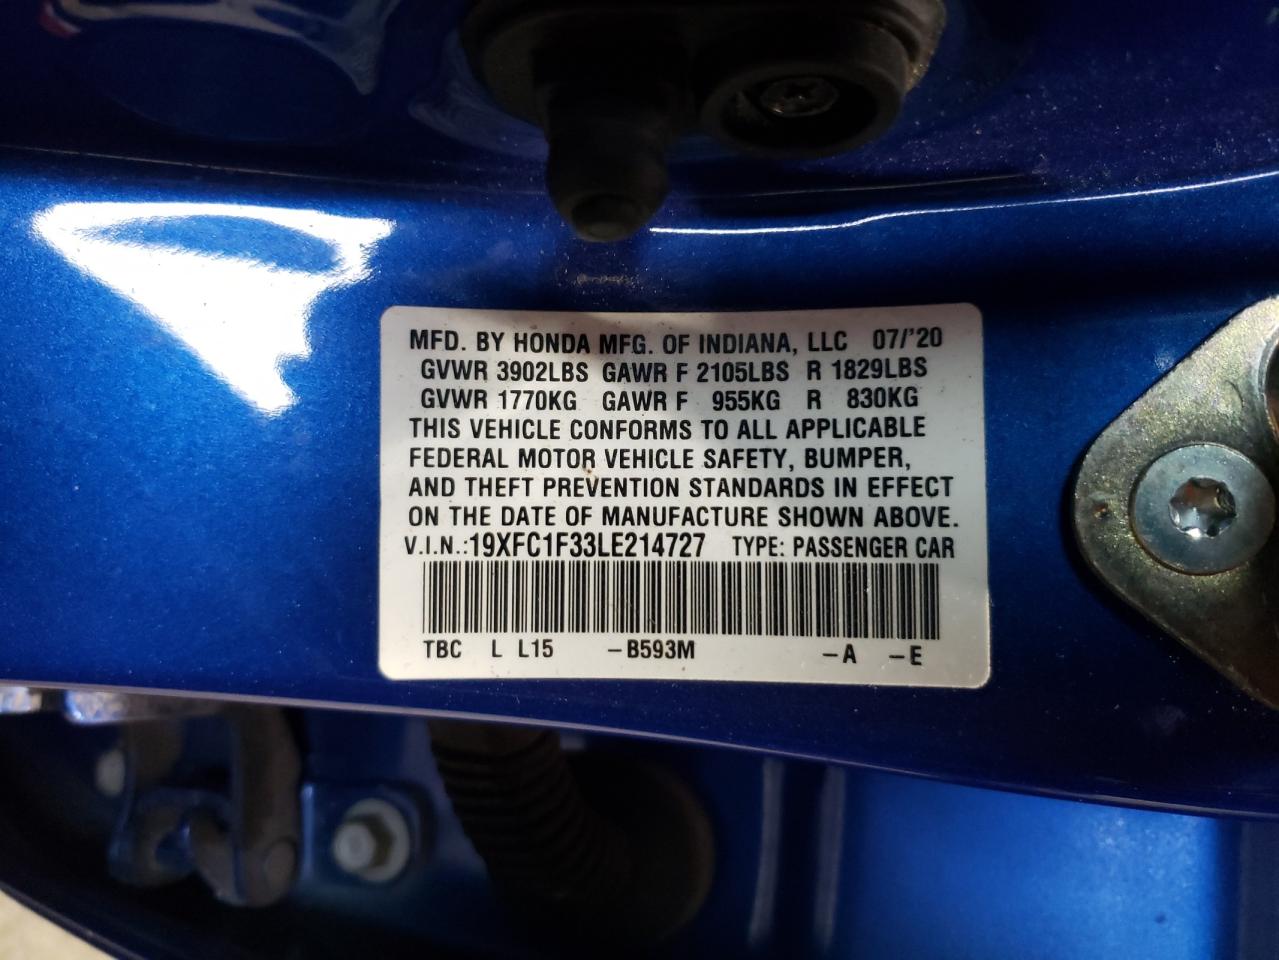 MFD. BY HONDA MFG. OF INDIANA, LLC 07/'20
GVWR 3902LBS GAWR F 2105LBS R 1829LBS
GVWR 1770KG GAWR F 955KG R 830KG
THIS VEHICLE CONFORMS TO ALL APPLICABLE
FEDERAL MOTOR VEHICLE SAFETY, BUMPER,
AND THEFT PREVENTION STANDARDS IN EFFECT
ON THE DATE OF MANUFACTURE SHOWN ABOVE.
V.I.N.:19XFC1F33LE214727 TYPE: PASSENGER CAR
TBC L L15 -B593M -A -E